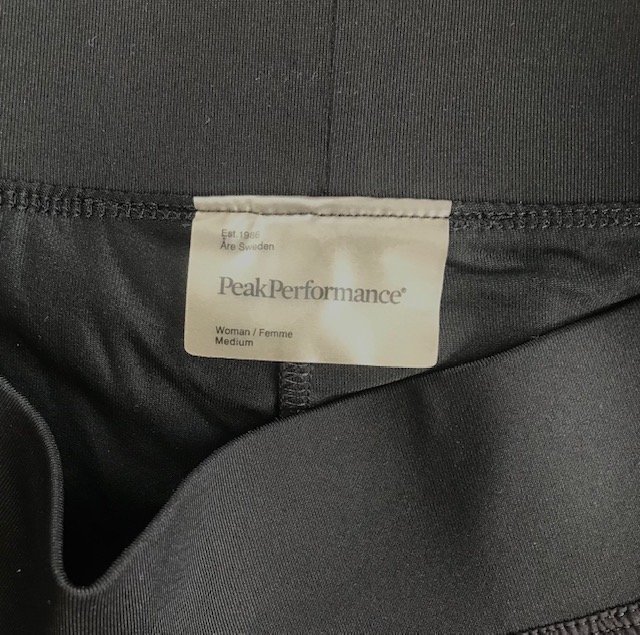 Est 1986
Åre Sweden
PeakPerformance®
Woman / Femme
Medium